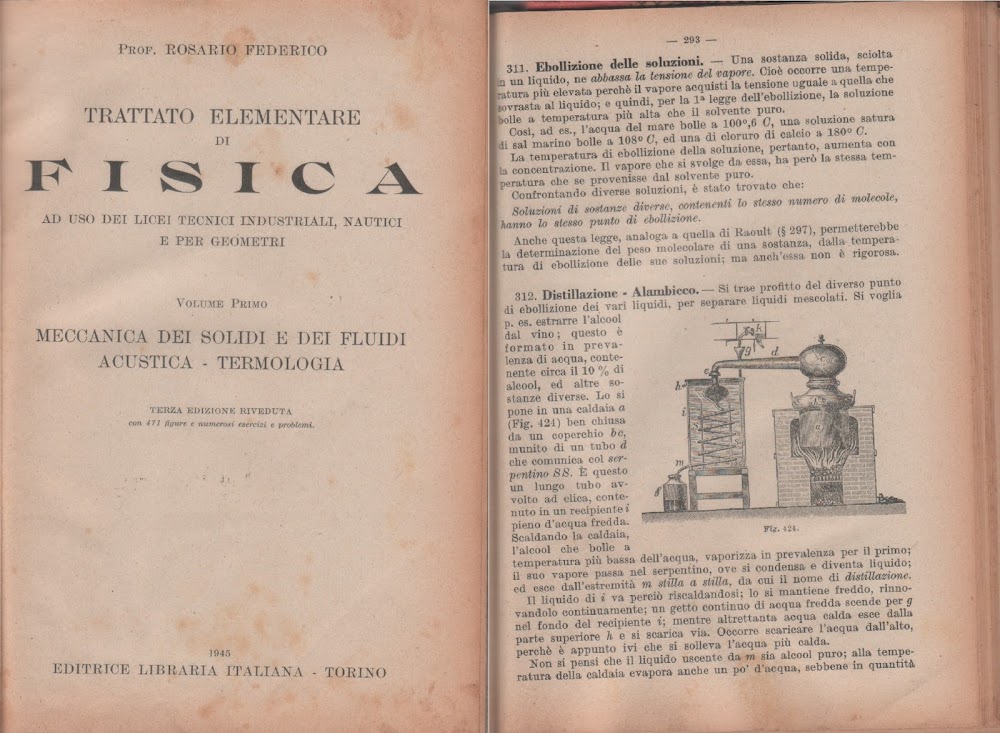 PROF. ROSARIO FEDERICO
TRATTATO ELEMENTARE
DI
FISICA
AD USO DEI LICEI TECNICI INDUSTRIALI, NAUTICI
E PER GEOMETRI
VOLUME PRIMO
MECCANICA DEI SOLIDI E DEI FLUIDI
ACUSTICA - TERMOLOGIA
TERZA EDIZIONE RIVEDUTA
con 471 figure e numerosi esercizi e problemi.
1945
EDITRICE LIBRARIA ITALIANA - TORINO
— 293 —
311. Ebollizione delle soluzioni. — Una sostanza solida, sciolta
in un liquido, ne abbassa la tensione del vapore. Cioè occorre una tempe-
ratura più elevata perchè il vapore acquisti la tensione uguale a quella che
sovrasta al liquido; e quindi, per la 1ª legge dell'ebollizione, la soluzione
bolle a temperatura più alta che il solvente puro.
Così, ad es., l'acqua del mare bolle a 100°,6 C, una soluzione satura
di sal marino bolle a 108° C, ed una di cloruro di calcio a 180° C.
La temperatura di ebollizione della soluzione, pertanto, aumenta con
la concentrazione. Il vapore che si svolge da essa, ha però la stessa tem-
peratura che se provenisse dal solvente puro.
Confrontando diverse soluzioni, è stato trovato che:
Soluzioni di sostanze diverse, contenenti lo stesso numero di molecole,
hanno lo stesso punto di ebollizione.
Anche questa legge, analoga a quella di Raoult (§ 297), permetterebbe
la determinazione del peso molecolare di una sostanza, dalla tempera-
tura di ebollizione delle sue soluzioni; ma anch'essa non è rigorosa.
312. Distillazione - Alambicco. — Si trae profitto del diverso punto
di ebollizione dei vari liquidi, per separare liquidi mescolati. Si voglia
p. es. estrarre l'alcool
dal vino; questo è
formato in preva-
lenza di acqua, conte-
nente circa il 10 % di
alcool, ed altre so-
stanze diverse. Lo si
pone in una caldaia a
(Fig. 424) ben chiusa
da un coperchio bc,
munito di un tubo d
che comunica col ser-
pentino SS. È questo
un lungo tubo av-
volto ad elica, conte-
nuto in un recipiente i
pieno d'acqua fredda.
Scaldando la caldaia,
l'alcool che bolle a
k
g
d
c
h
i
b
a
m
Fig. 424.
temperatura più bassa dell'acqua, vaporizza in prevalenza per il primo;
il suo vapore passa nel serpentino, ove si condensa e diventa liquido;
ed esce dall'estremità m stilla a stilla, da cui il nome di distillazione.
Il liquido di i va perciò riscaldandosi; lo si mantiene freddo, rinno-
vandolo continuamente; un getto continuo di acqua fredda scende per g
nel fondo del recipiente i; mentre altrettanta acqua calda esce dalla
parte superiore h e si scarica via. Occorre scaricare l'acqua dall'alto,
perchè è appunto ivi che si solleva l'acqua più calda.
Non si pensi che il liquido uscente da m sia alcool puro; alla tempe-
ratura della caldaia evapora anche un po' d'acqua, sebbene in quantità